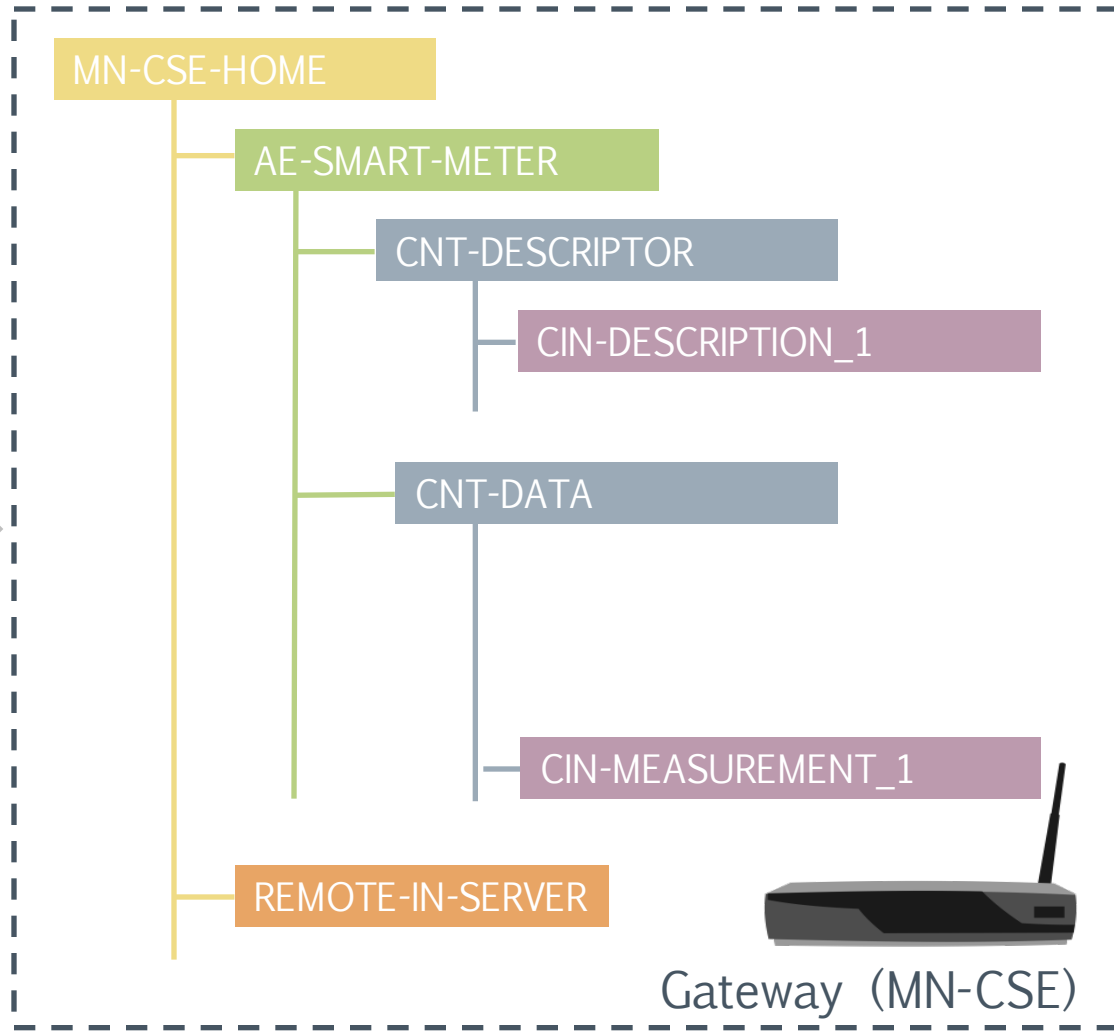 MN-CSE-HOME
AE-SMART-METER
CNT-DESCRIPTOR
CIN-DESCRIPTION_1
CNT-DATA
CIN-MEASUREMENT_1
REMOTE-IN-SERVER
Gateway (MN-CSE)